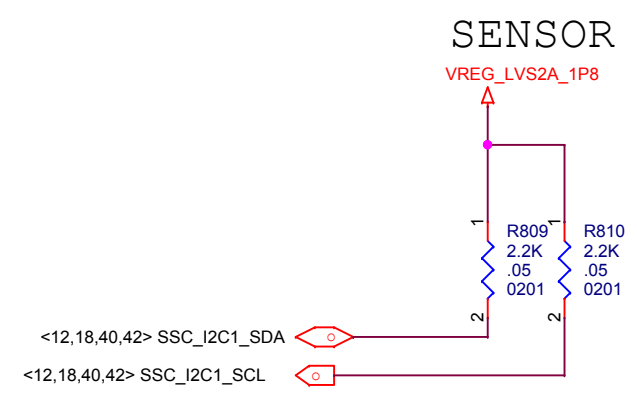 SENSOR
VREG_LVS2A_1P8
1
R809
2.2K
.05
0201
2
1
R810
2.2K
.05
0201
2
<12,18,40,42> SSC_I2C1_SDA
<12,18,40,42> SSC_I2C1_SCL